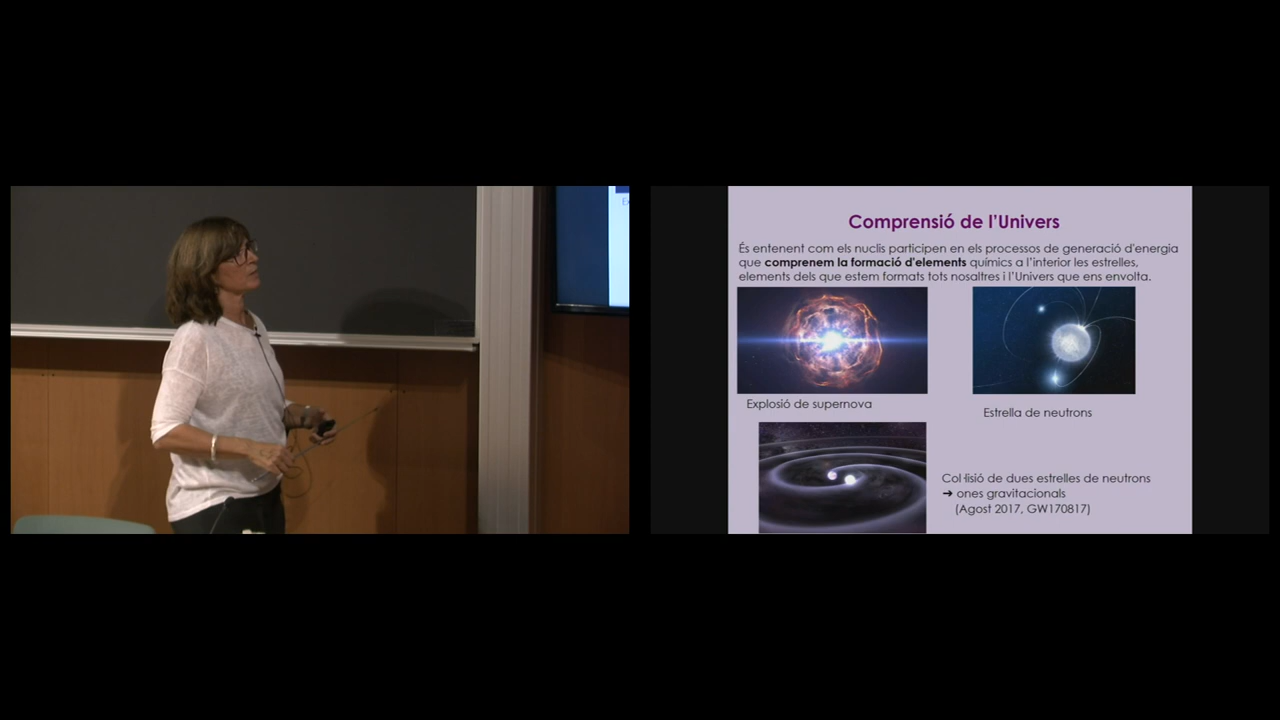 Comprensió de l'Univers
És entenent com els nuclis participen en els processos de generació d'energia
que comprenem la formació d'elements químics a l'interior les estrelles,
elements dels que estem formats tots nosaltres i l'Univers que ens envolta.
Explosió de supernova
Estrella de neutrons
Col·lisió de dues estrelles de neutrons
➔ ones gravitacionals
(Agost 2017, GW170817)